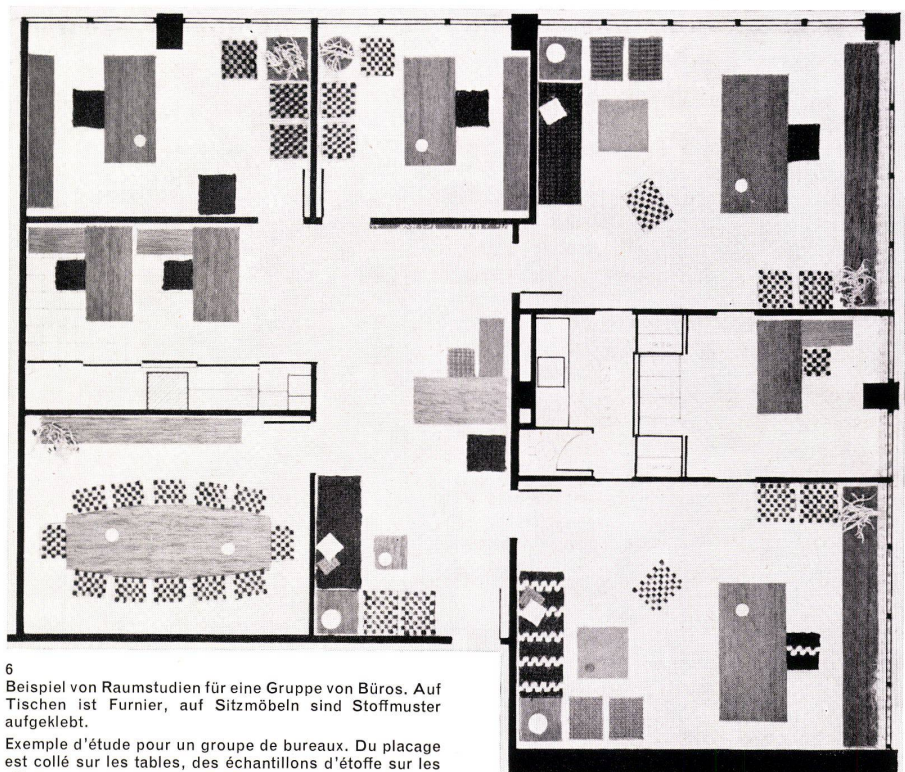 6
Beispiel von Raumstudien für eine Gruppe von Büros. Auf
Tischen ist Furnier, auf Sitzmöbeln sind Stoffmuster
aufgeklebt.
Exemple d'étude pour un groupe de bureaux. Du placage
est collé sur les tables, des échantillons d'étoffe sur les